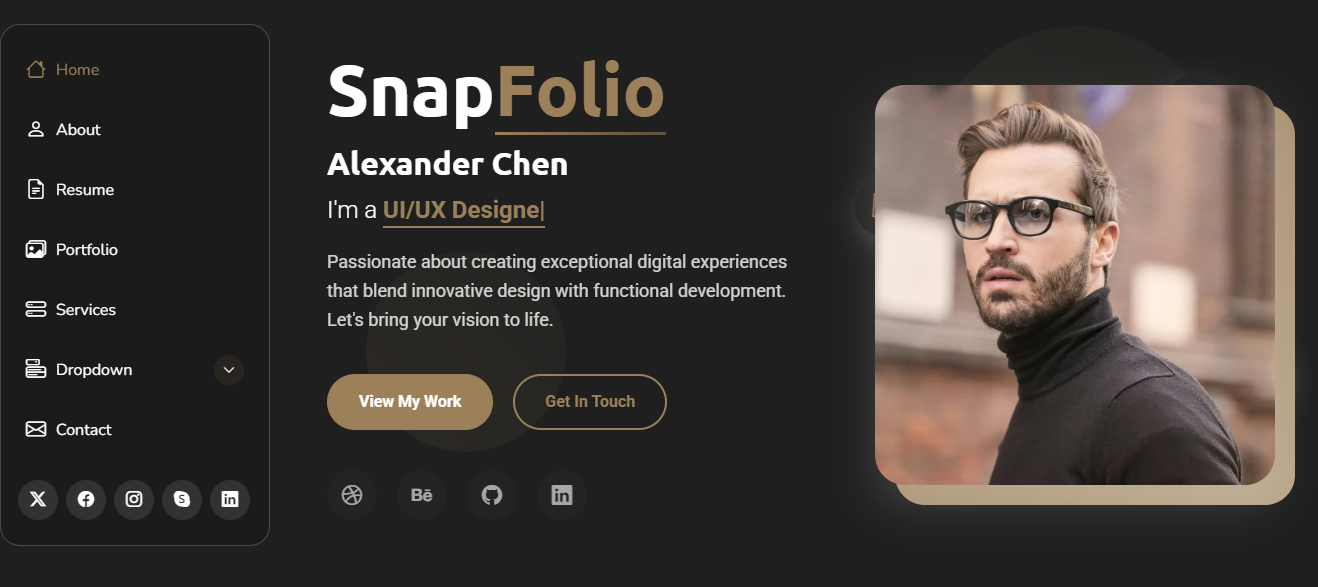 Home
About
Resume
Portfolio
Services
Dropdown
Contact
SnapFolio
Alexander Chen
I'm a UI/UX Designe|
Passionate about creating exceptional digital experiences
that blend innovative design with functional development.
Let's bring your vision to life.
View My Work
Get In Touch
Bē